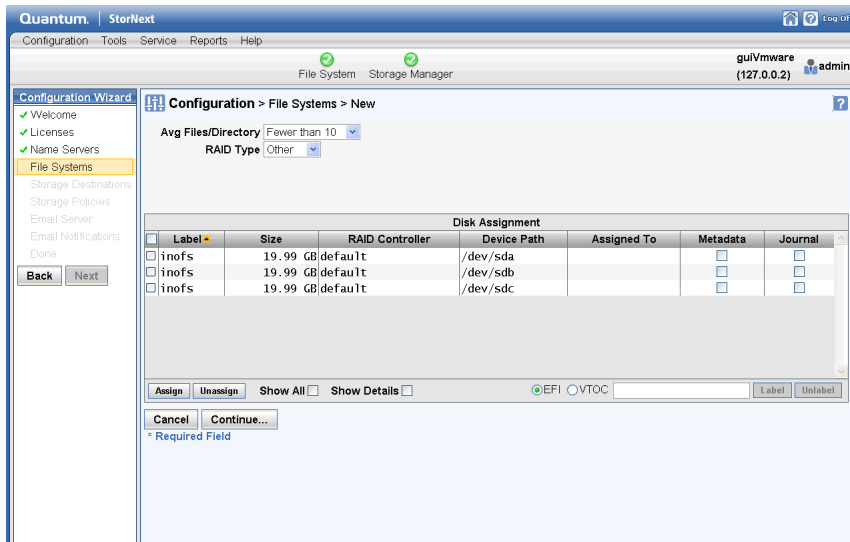 Quantum. StorNext
Log Of
Configuration Tools Service Reports Help
File System Storage Manager
guiVmware
(127.0.0.2)
admin
Configuration Wizard
Welcome
Licenses
Name Servers
File Systems
Storage Destinations
Storage Policies
Email Server
Email Notifications
Done
Back Next
Configuration > File Systems > New
?
Avg Files/Directory Fewer than 10
RAID Type Other
Disk Assignment
Label Size RAID Controller Device Path Assigned To Metadata Journal
inofs 19.99 GB default /dev/sda
inofs 19.99 GB default /dev/sdb
inofs 19.99 GB default /dev/sdc
Assign Unassign Show All Show Details EFI VTOC Label Unlabel
Cancel Continue...
* Required Field